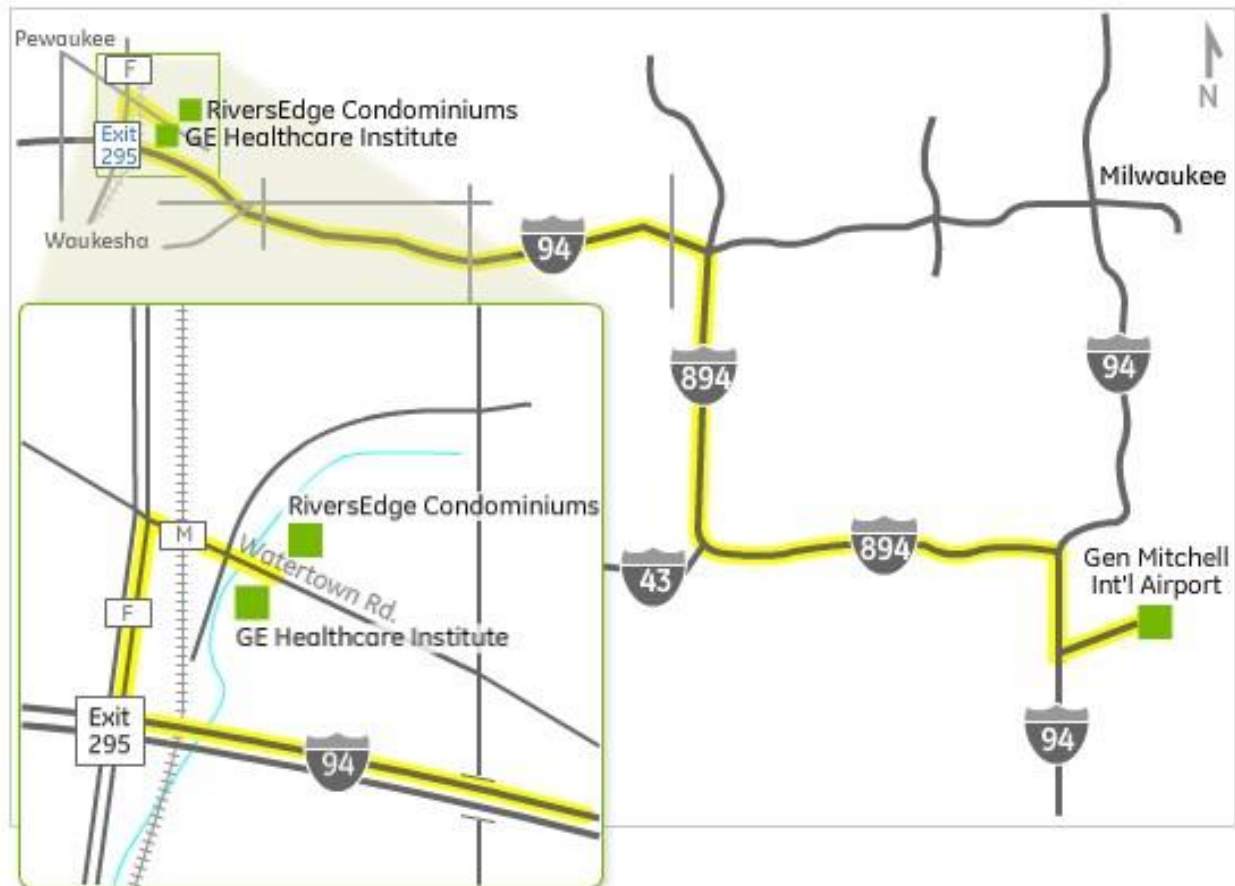 Pewaukee
F
RiversEdge Condominiums
Exit
295
GE Healthcare Institute
N
Milwaukee
Waukesha
94
894
94
RiversEdge Condominiums
M
Watertown Rd.
894
43
Gen Mitchell
Int'l Airport
F
GE Healthcare Institute
Exit
295
94
94